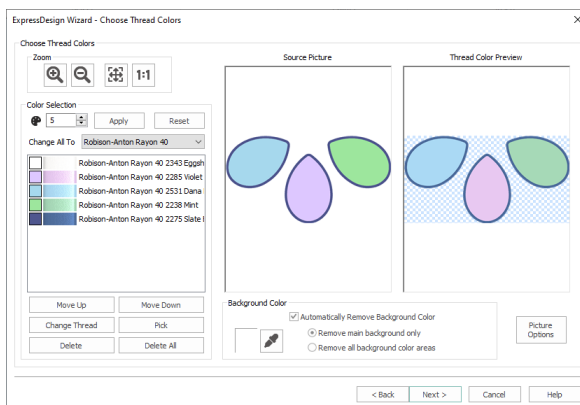 ExpressDesign Wizard - Choose Thread Colors
Choose Thread Colors
Zoom
1:1
Color Selection
5
Apply
Reset
Change All To
Robison-Anton Rayon 40
Robison-Anton Rayon 40 2343 Eggsh
Robison-Anton Rayon 40 2285 Violet
Robison-Anton Rayon 40 2531 Dana
Robison-Anton Rayon 40 2238 Mint
Robison-Anton Rayon 40 2275 Slate
Move Up
Move Down
Change Thread
Pick
Delete
Delete All
Source Picture
Thread Color Preview
Background Color
Automatically Remove Background Color
Remove main background only
Remove all background color areas
Picture
Options
< Back
Next >
Cancel
Help